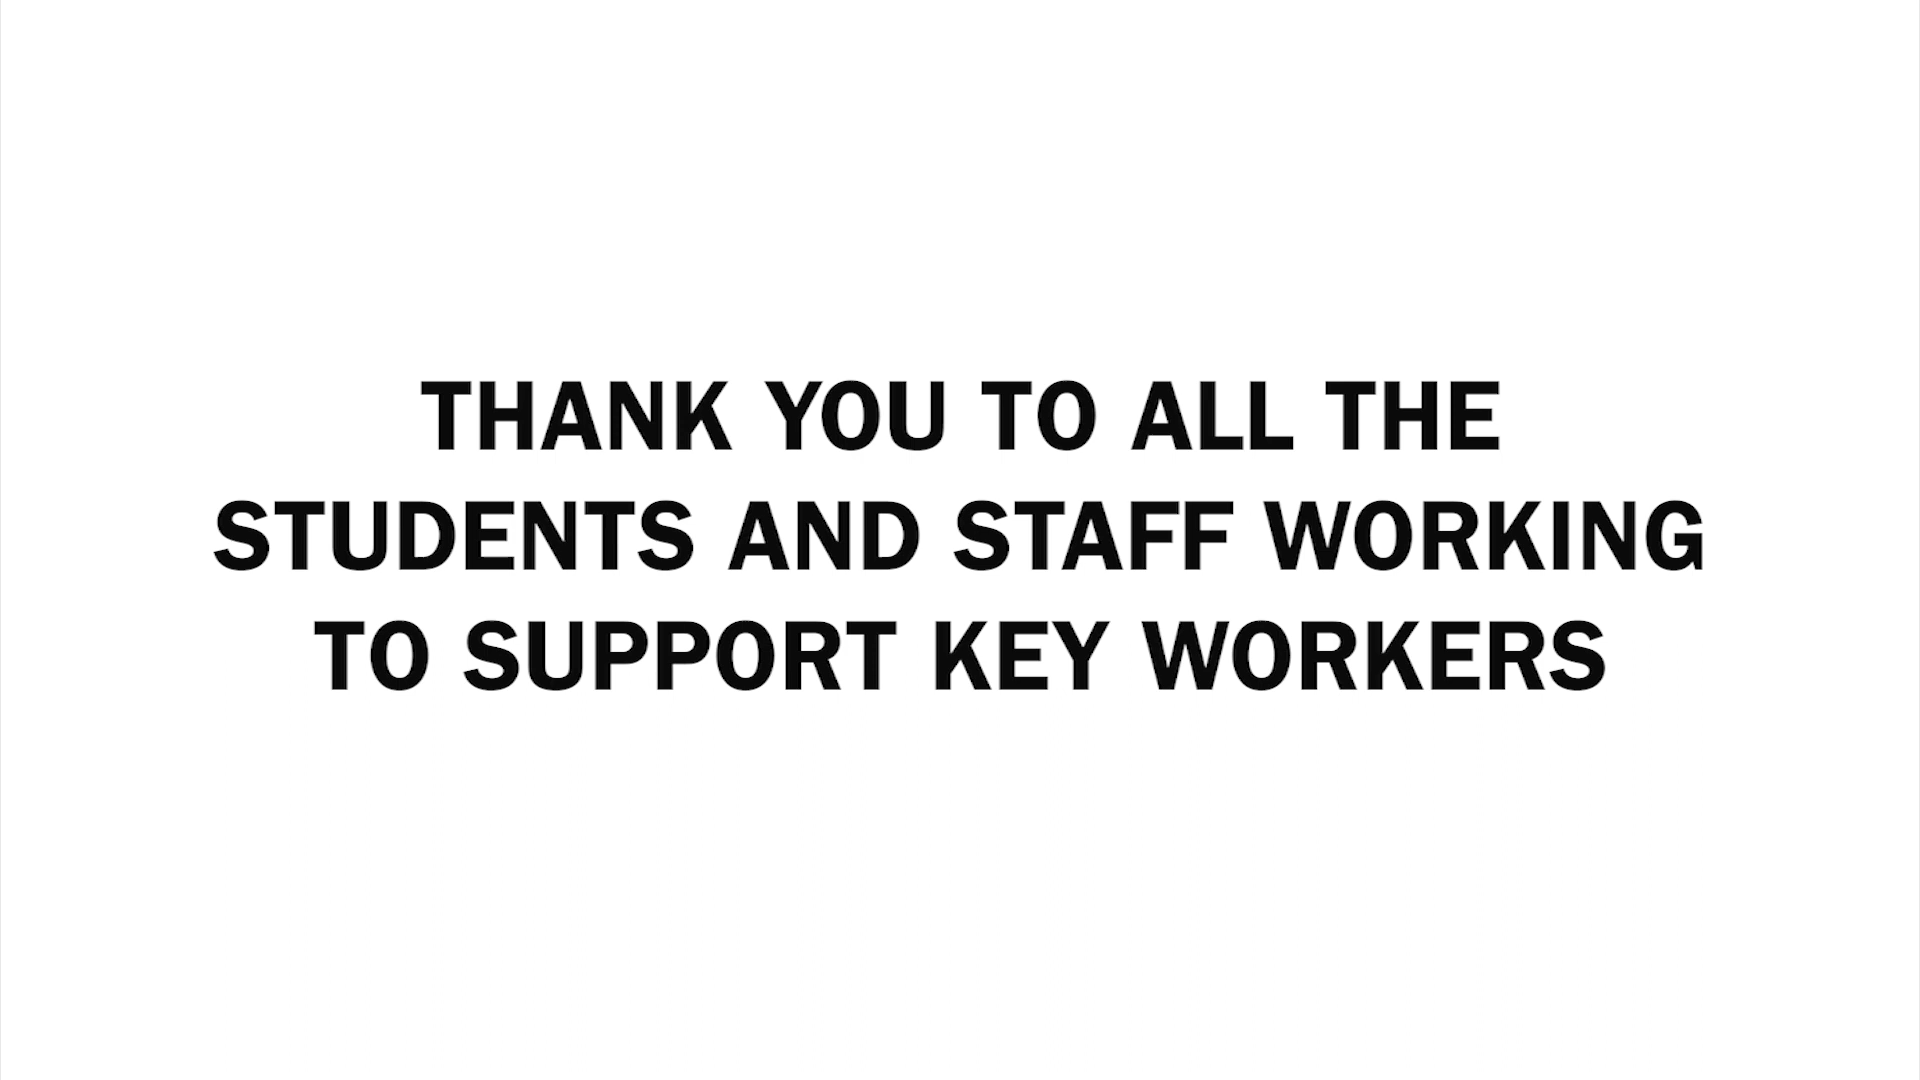 THANK YOU TO ALL THE
STUDENTS AND STAFF WORKING
TO SUPPORT KEY WORKERS